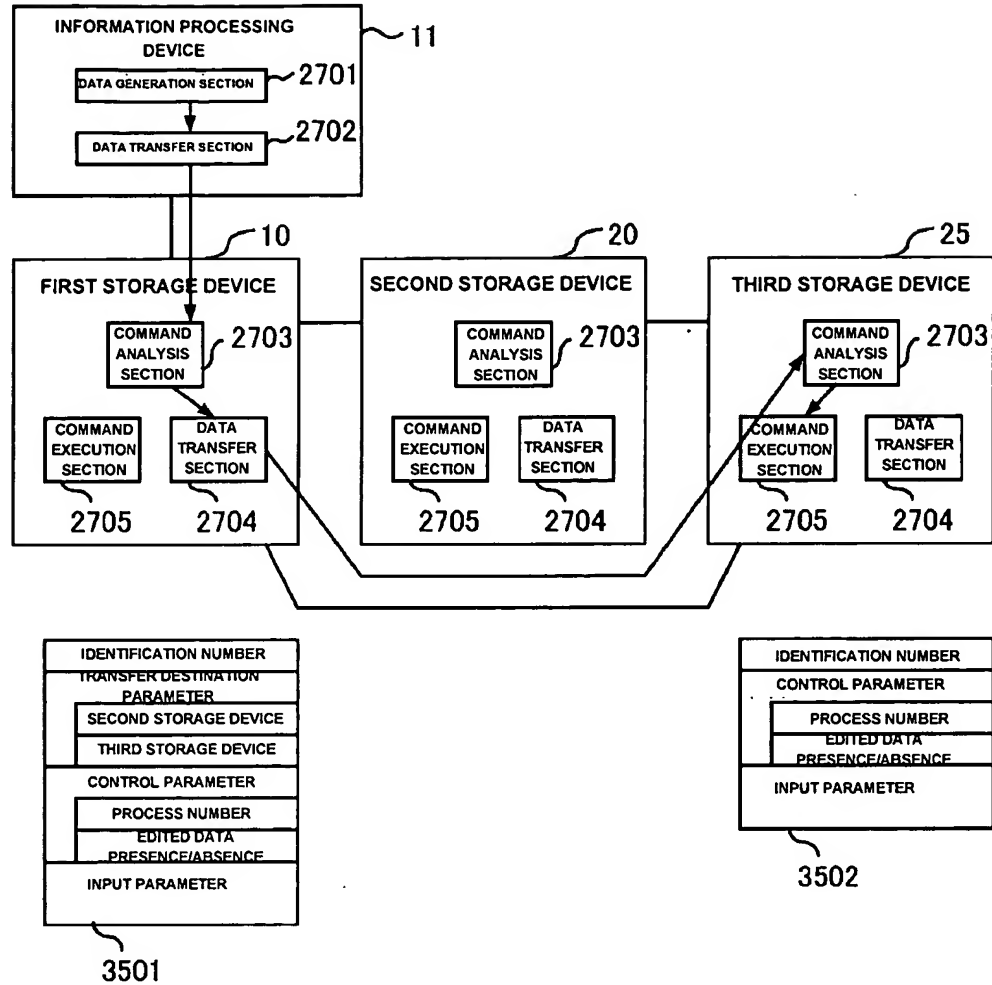 INFORMATION PROCESSING
DEVICE
11
DATA GENERATION SECTION
2701
DATA TRANSFER SECTION
2702
10
FIRST STORAGE DEVICE
COMMAND
ANALYSIS
SECTION
2703
COMMAND
EXECUTION
SECTION
2705
DATA
TRANSFER
SECTION
2704
20
SECOND STORAGE DEVICE
COMMAND
ANALYSIS
SECTION
2703
COMMAND
EXECUTION
SECTION
2705
DATA
TRANSFER
SECTION
2704
25
THIRD STORAGE DEVICE
COMMAND
ANALYSIS
SECTION
2703
COMMAND
EXECUTION
SECTION
2705
DATA
TRANSFER
SECTION
2704
IDENTIFICATION NUMBER
TRANSFER DESTINATION
PARAMETER
SECOND STORAGE DEVICE
THIRD STORAGE DEVICE
CONTROL PARAMETER
PROCESS NUMBER
EDITED DATA
PRESENCE/ABSENCE
INPUT PARAMETER
3501
IDENTIFICATION NUMBER
CONTROL PARAMETER
PROCESS NUMBER
EDITED DATA
PRESENCE/ABSENCE
INPUT PARAMETER
3502